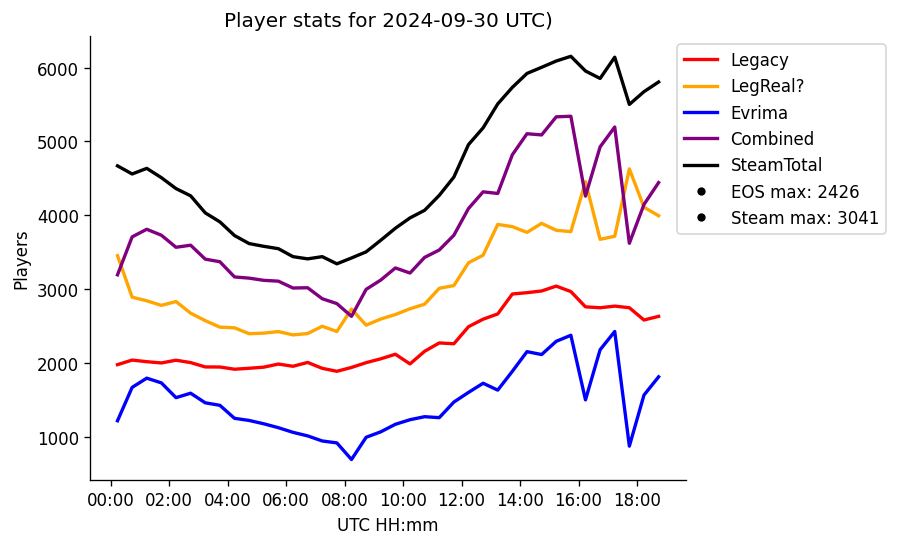 Player stats for 2024-09-30 UTC)
Players
6000
5000
4000
3000
2000
1000
00:00 02:00 04:00 06:00 08:00 10:00 12:00 14:00 16:00 18:00
UTC HH:mm
Legacy
LegReal?
Evrima
Combined
SteamTotal
EOS max: 2426
Steam max: 3041